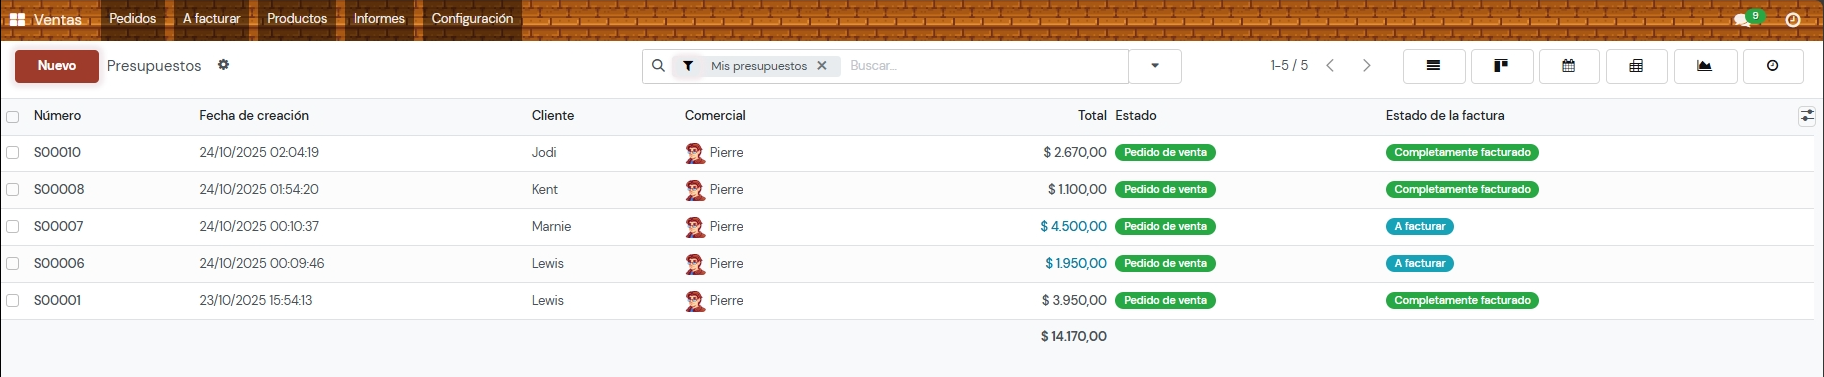 Ventas Pedidos A facturar Productos Informes Configuración 9
Nuevo Presupuestos Mis presupuestos Buscar... 1-5 / 5
Número Fecha de creación Cliente Comercial Total Estado Estado de la factura
S00010 24/10/2025 02:04:19 Jodi Pierre $ 2.670,00 Pedido de venta Completamente facturado
S00008 24/10/2025 01:54:20 Kent Pierre $ 1.100,00 Pedido de venta Completamente facturado
S00007 24/10/2025 00:10:37 Marnie Pierre $ 4.500,00 Pedido de venta A facturar
S00006 24/10/2025 00:09:46 Lewis Pierre $ 1.950,00 Pedido de venta A facturar
S00001 23/10/2025 15:54:13 Lewis Pierre $ 3.950,00 Pedido de venta Completamente facturado
$ 14.170,00